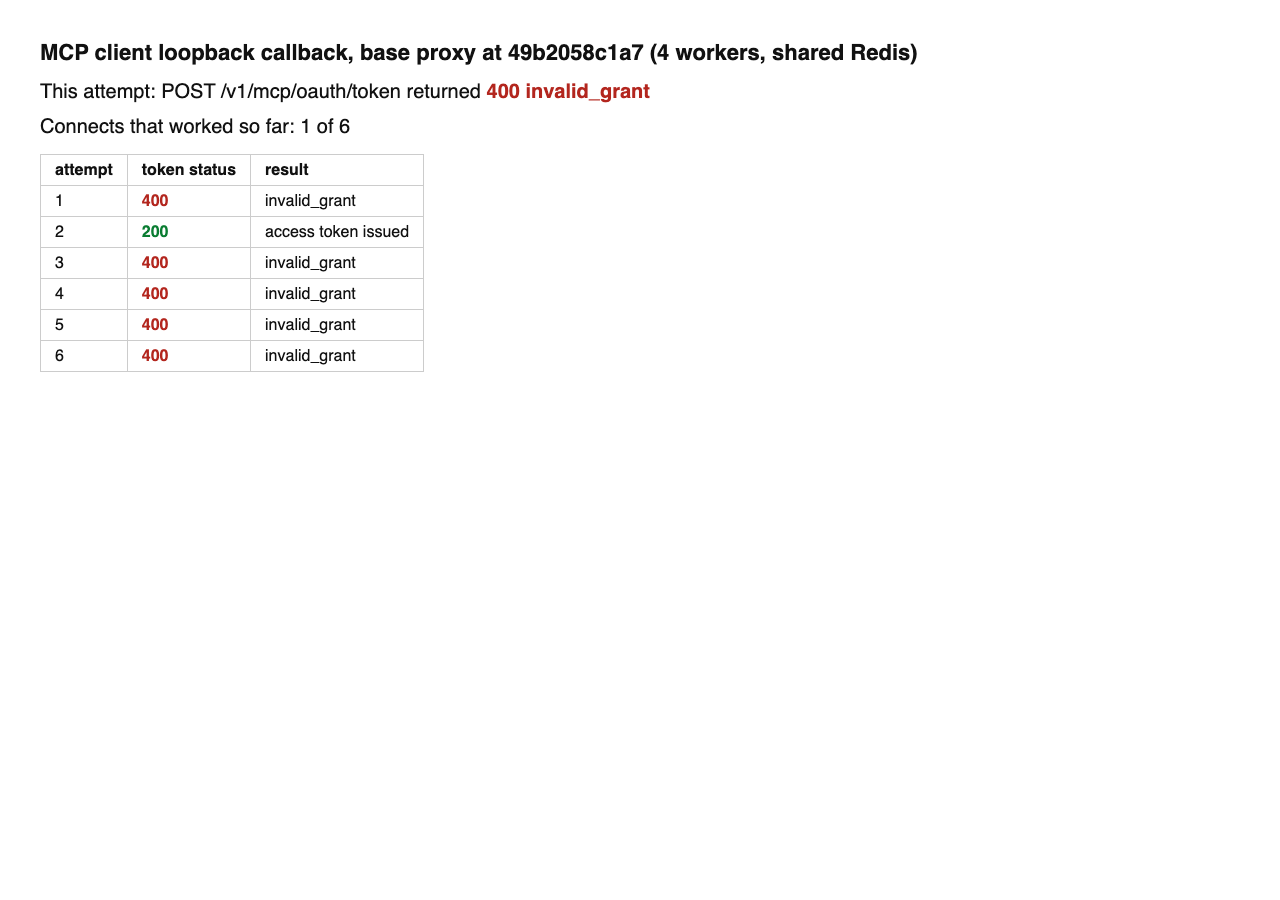 MCP client loopback callback, base proxy at 49b2058c1a7 (4 workers, shared Redis)
This attempt: POST /v1/mcp/oauth/token returned 400 invalid_grant
Connects that worked so far: 1 of 6
attempt token status result
1 400 invalid_grant
2 200 access token issued
3 400 invalid_grant
4 400 invalid_grant
5 400 invalid_grant
6 400 invalid_grant